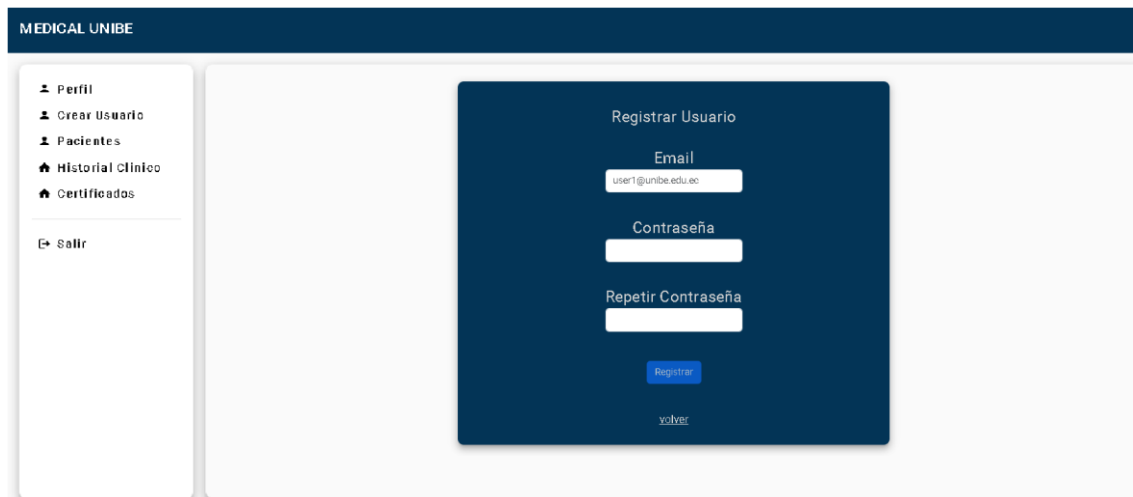 MEDICAL UNIBE
Perfil
Crear Usuario
Pacientes
Historial Clinico
Certificados
Salir
Registrar Usuario
Email
user1@unibe.edu.ec
Contraseña
Repetir Contraseña
Registrar
volver